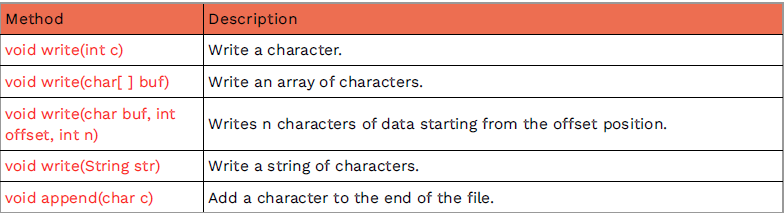 Method Description
void write(int c) Write a character.
void write(char[ ] buf) Write an array of characters.
void write(char buf, int
offset, int n) Writes n characters of data starting from the offset position.
void write(String str) Write a string of characters.
void append(char c) Add a character to the end of the file.